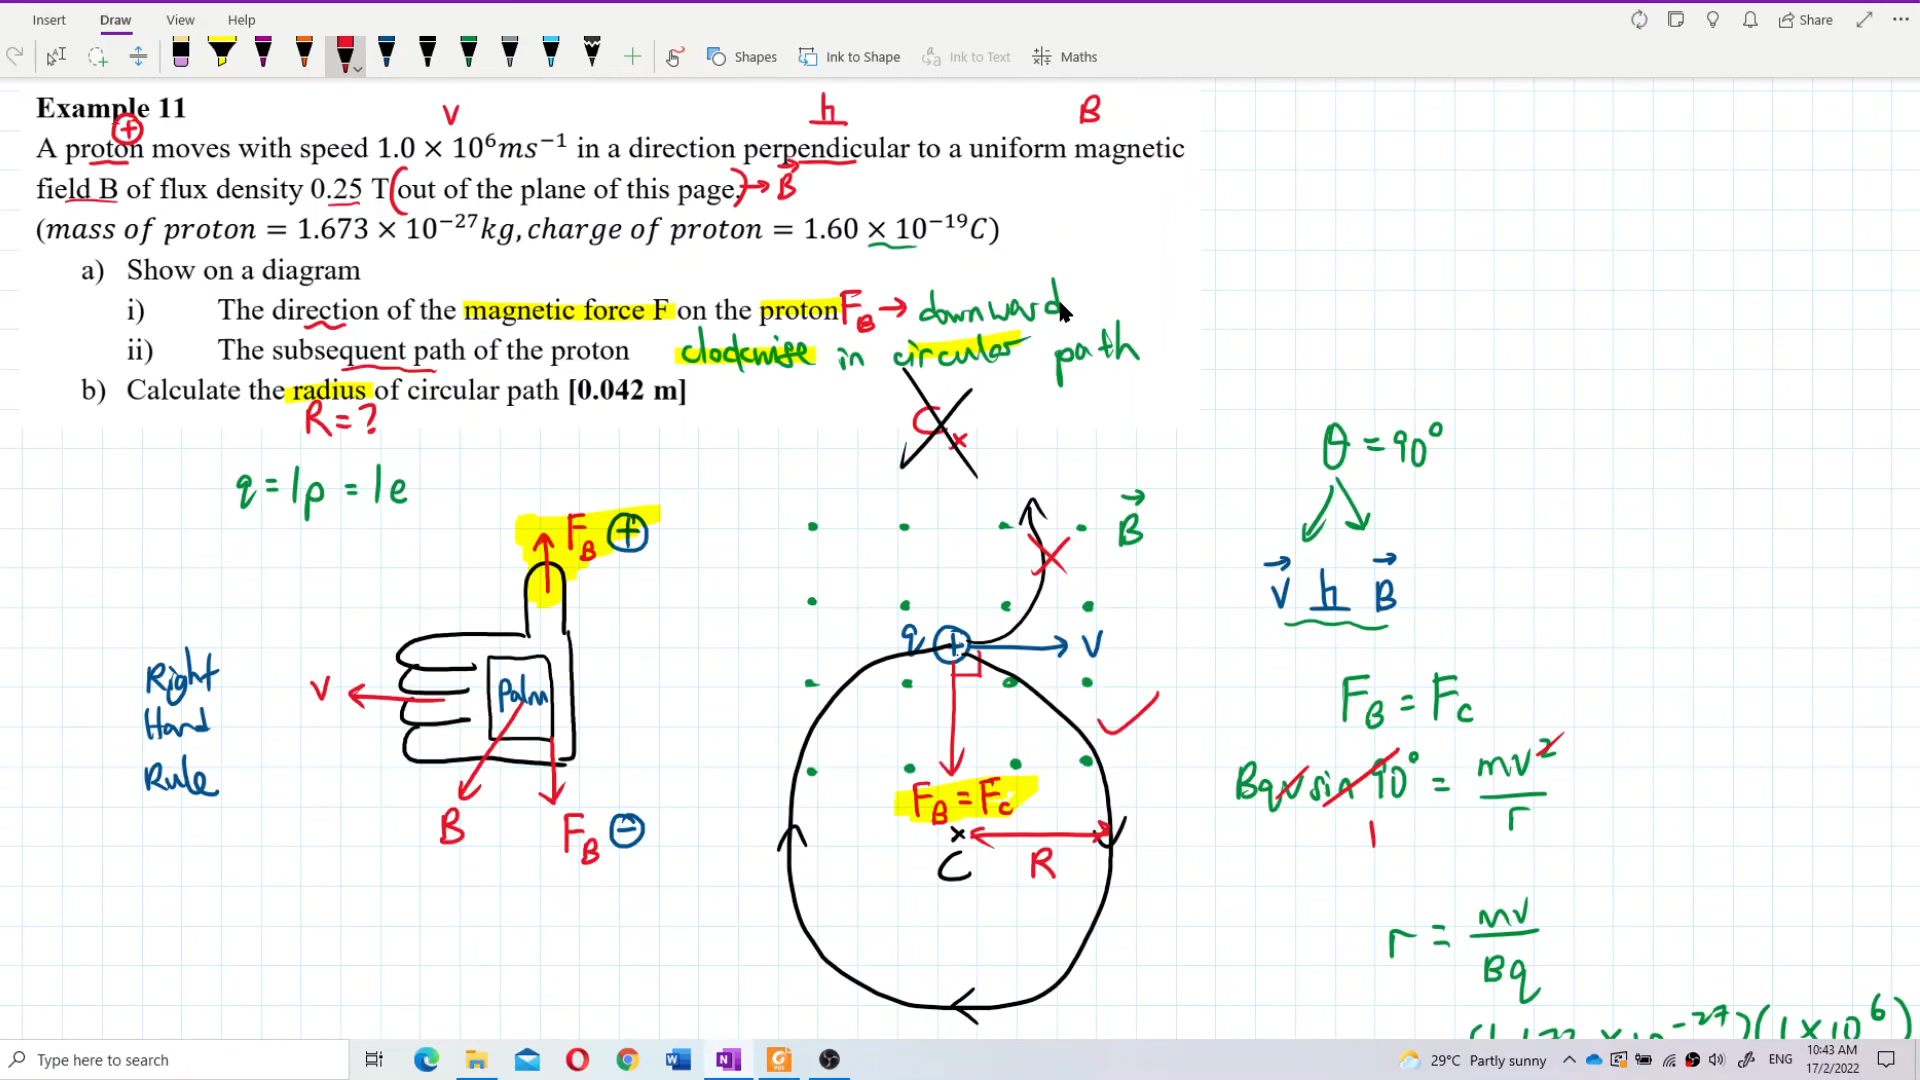 Insert Draw View Help
Share
Shapes Ink to Shape Ink to Text Maths
Example 11
V h B
+
A proton moves with speed 1.0 × 10⁶ms⁻¹ in a direction perpendicular to a uniform magnetic
field B of flux density 0.25 T(out of the plane of this page.) → B⃗
(mass of proton = 1.673 × 10⁻²⁷kg, charge of proton = 1.60 × 10⁻¹⁹C)
a) Show on a diagram
i) The direction of the magnetic force F on the proton F_B → downward
ii) The subsequent path of the proton clockwise in circular path
b) Calculate the radius of circular path [0.042 m]
R = ?
q = 1p = 1e
F_B +
Right
Hand
Rule
V
Palm
B
F_B −
B⃗
q + V
F_B = F_c
× R
C
θ = 90°
V⃗ h B⃗
F_B = F_c
Bqv sin 90° = mv²/r
1
r = mv/Bq
× 10⁻²⁷)(1 × 10⁶)
Type here to search
29°C Partly sunny ENG 10:43 AM
17/2/2022